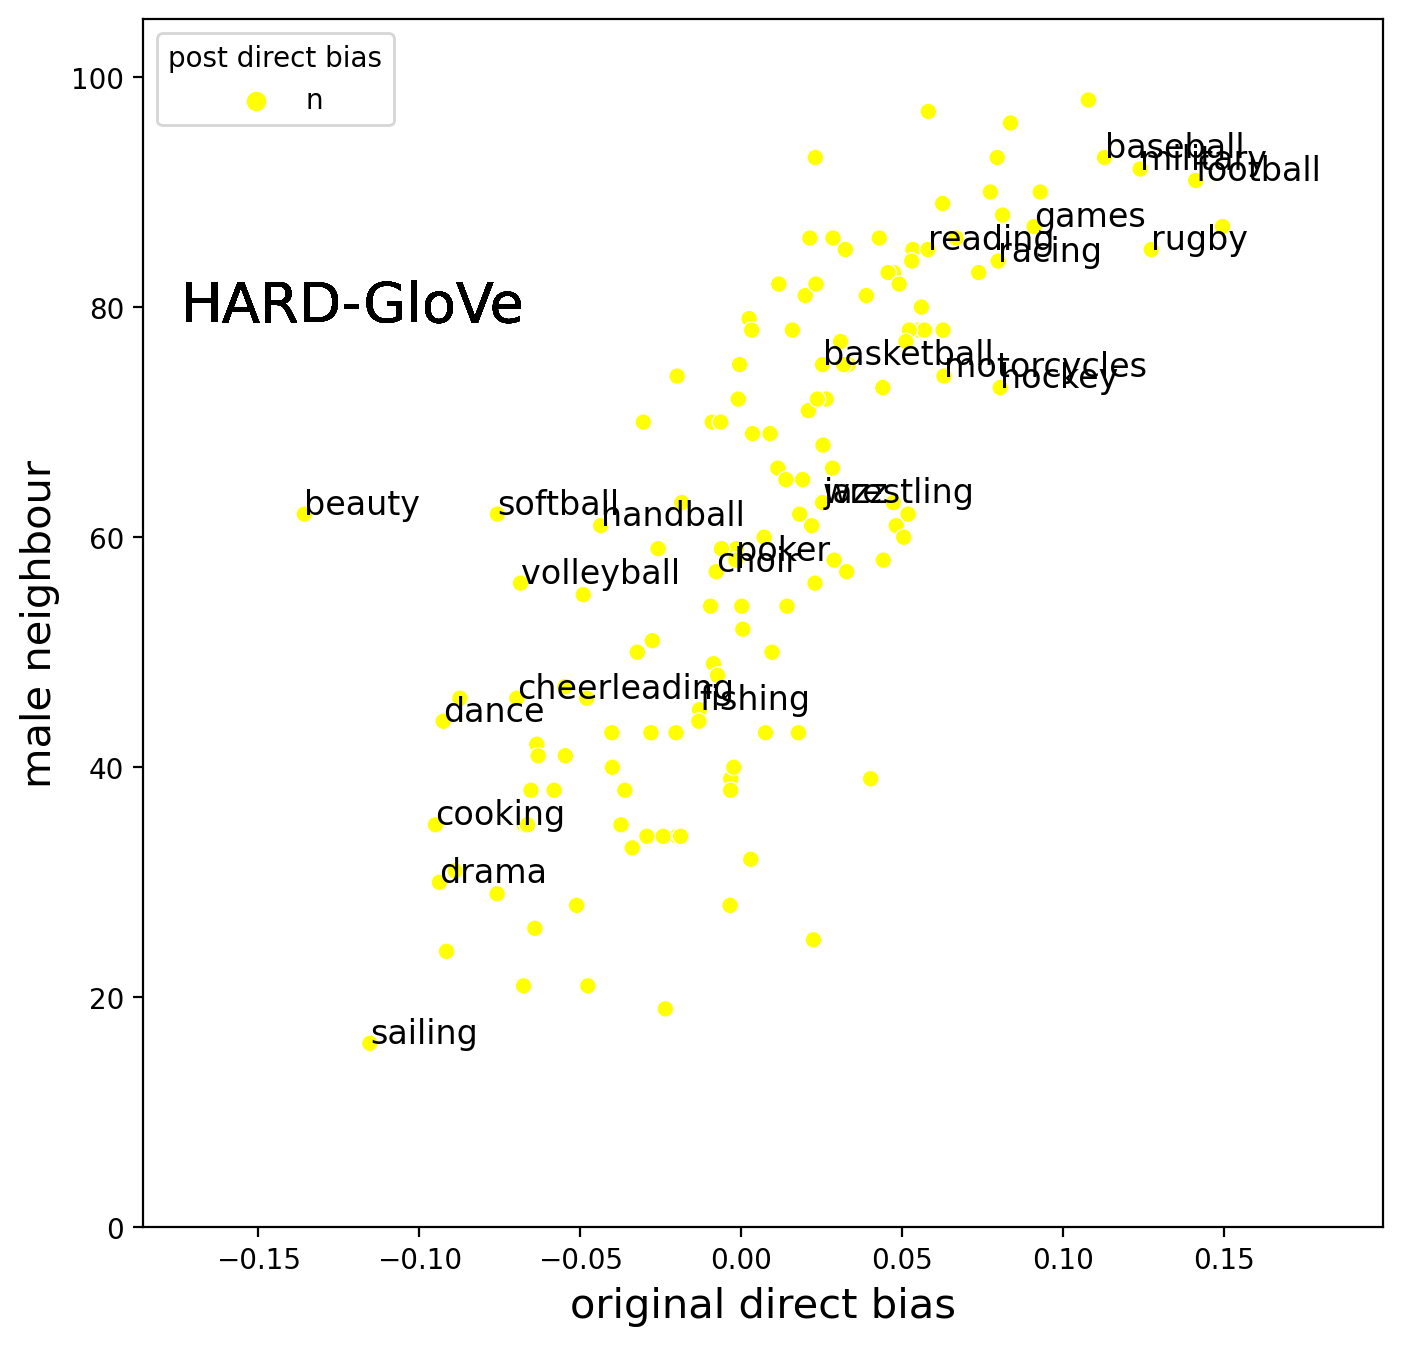 post direct bias
n
100
80
60
40
20
0
male neighbour
HARD-GloVe
baseball
military
football
games
reading
racing
rugby
basketball
motorcycles
hockey
jazz
wrestling
beauty
softball
handball
poker
choir
volleyball
cheerleading
fishing
dance
cooking
drama
sailing
−0.15
−0.10
−0.05
0.00
0.05
0.10
0.15
original direct bias